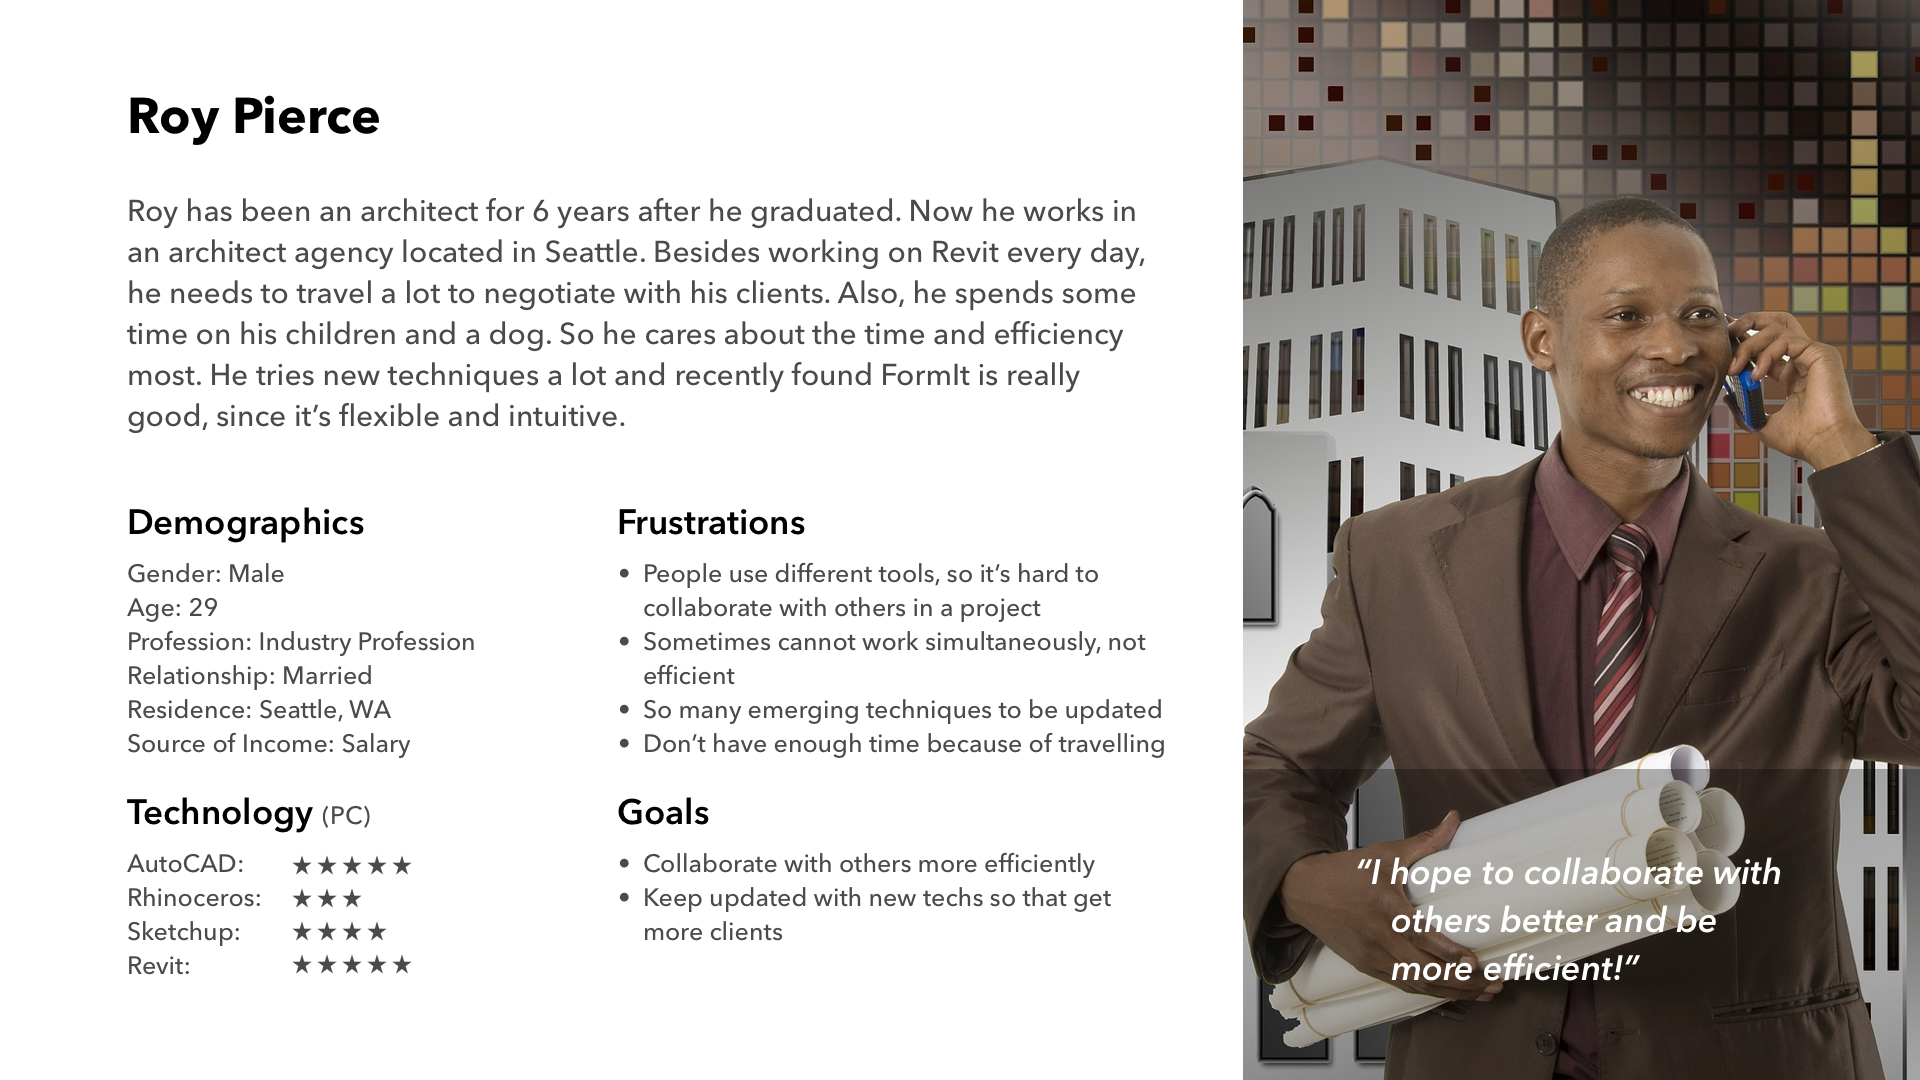 Roy Pierce
Roy has been an architect for 6 years after he graduated. Now he works in
an architect agency located in Seattle. Besides working on Revit every day,
he needs to travel a lot to negotiate with his clients. Also, he spends some
time on his children and a dog. So he cares about the time and efficiency
most. He tries new techniques a lot and recently found FormIt is really
good, since it’s flexible and intuitive.
Demographics
Gender: Male
Age: 29
Profession: Industry Profession
Relationship: Married
Residence: Seattle, WA
Source of Income: Salary
Technology (PC)
AutoCAD: ★★★★★
Rhinoceros: ★★★
Sketchup: ★★★★
Revit: ★★★★★
Frustrations
• People use different tools, so it’s hard to
collaborate with others in a project
• Sometimes cannot work simultaneously, not
efficient
• So many emerging techniques to be updated
• Don’t have enough time because of travelling
Goals
• Collaborate with others more efficiently
• Keep updated with new techs so that get
more clients
“I hope to collaborate with
others better and be
more efficient!”